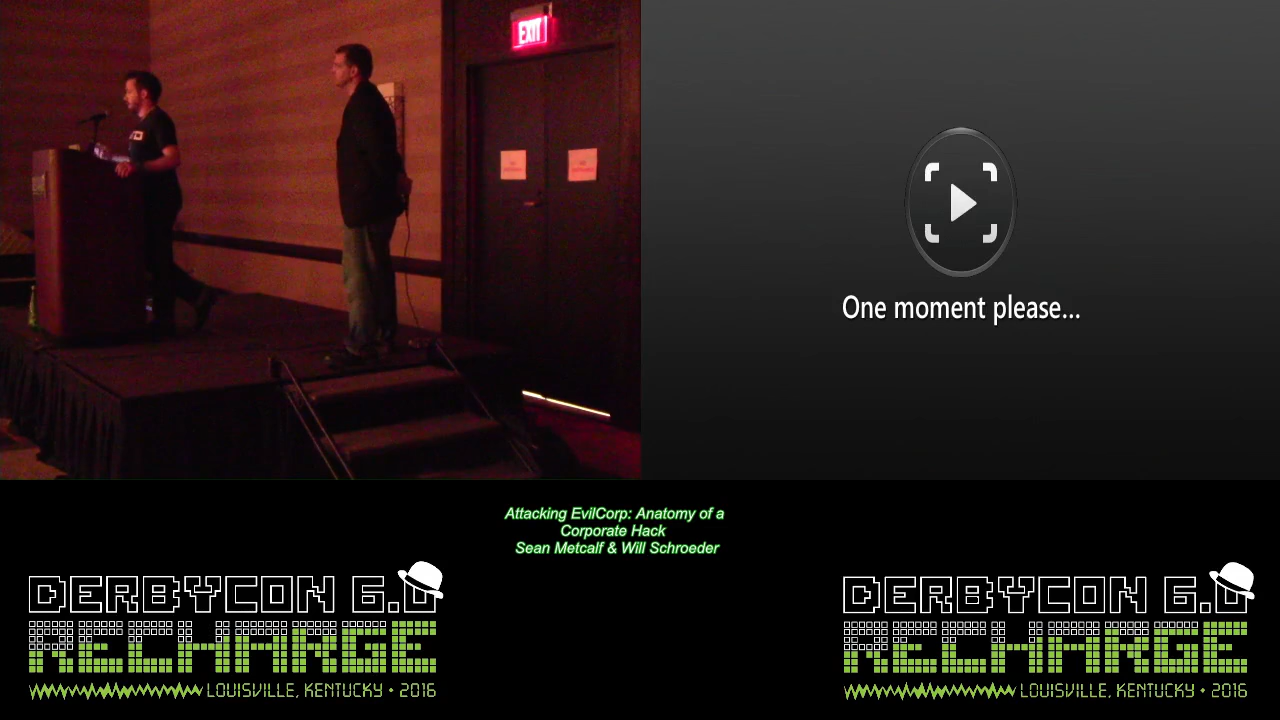 EXIT
One moment please...
Attacking EvilCorp: Anatomy of a
Corporate Hack
Sean Metcalf & Will Schroeder
DERBYCON 6.0
RECHARGE
LOUISVILLE, KENTUCKY • 2016
DERBYCON 6.0
RECHARGE
LOUISVILLE, KENTUCKY • 2016